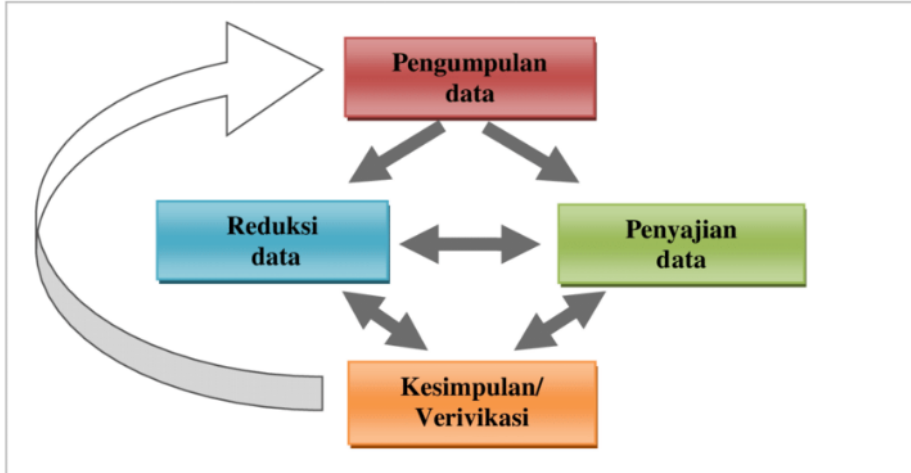 Pengumpulan
data
Reduksi
data
Penyajian
data
Kesimpulan/
Verivikasi